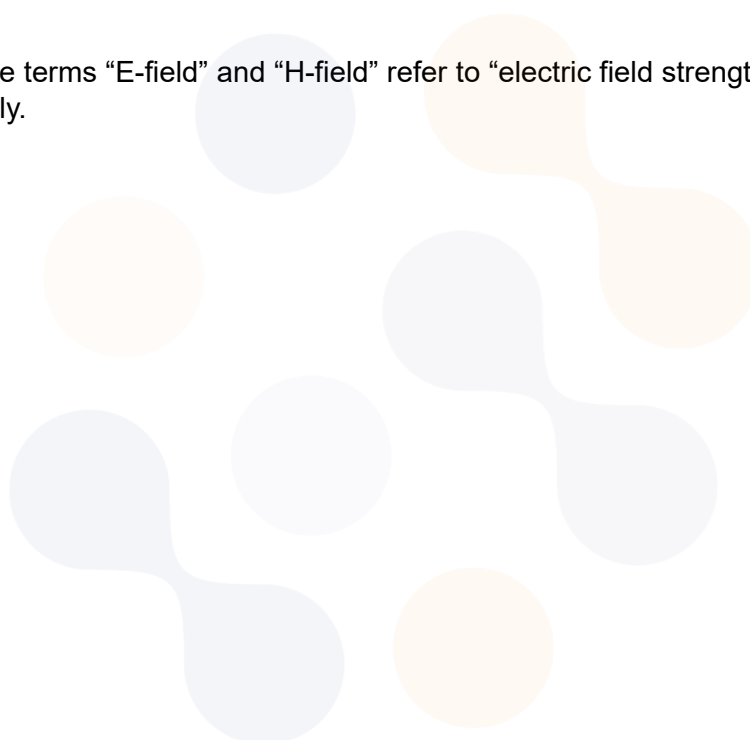 e terms “E-field” and “H-field” refer to “electric field strengt
ly.